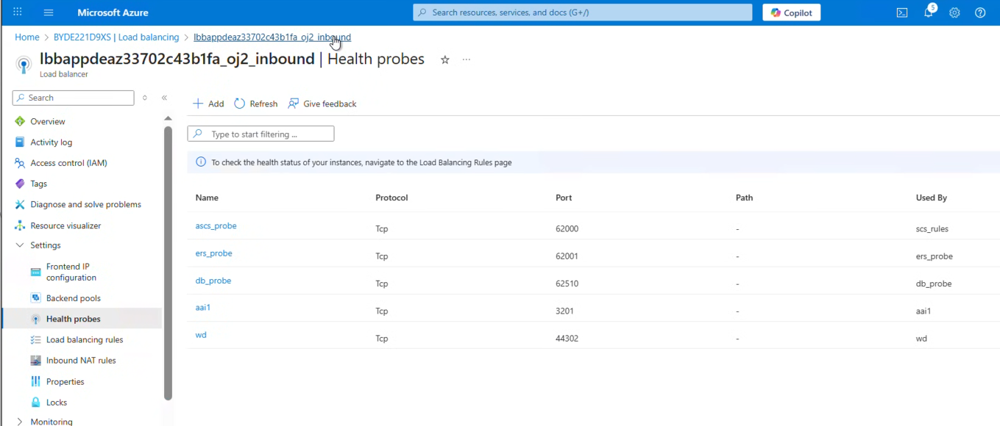 Microsoft Azure
Search resources, services, and docs (G+/)
Copilot
5
Home > BYDE221D9XS | Load balancing > lbbappdeaz33702c43b1fa_oj2_inbound
lbbappdeaz33702c43b1fa_oj2_inbound | Health probes
Load balancer
Search
Add
Refresh
Give feedback
Type to start filtering ...
To check the health status of your instances, navigate to the Load Balancing Rules page
Overview
Activity log
Access control (IAM)
Tags
Diagnose and solve problems
Resource visualizer
Settings
Frontend IP
configuration
Backend pools
Health probes
Load balancing rules
Inbound NAT rules
Properties
Locks
Monitoring
Name Protocol Port Path Used By
ascs_probe Tcp 62000 - scs_rules
ers_probe Tcp 62001 - ers_probe
db_probe Tcp 62510 - db_probe
aai1 Tcp 3201 - aai1
wd Tcp 44302 - wd